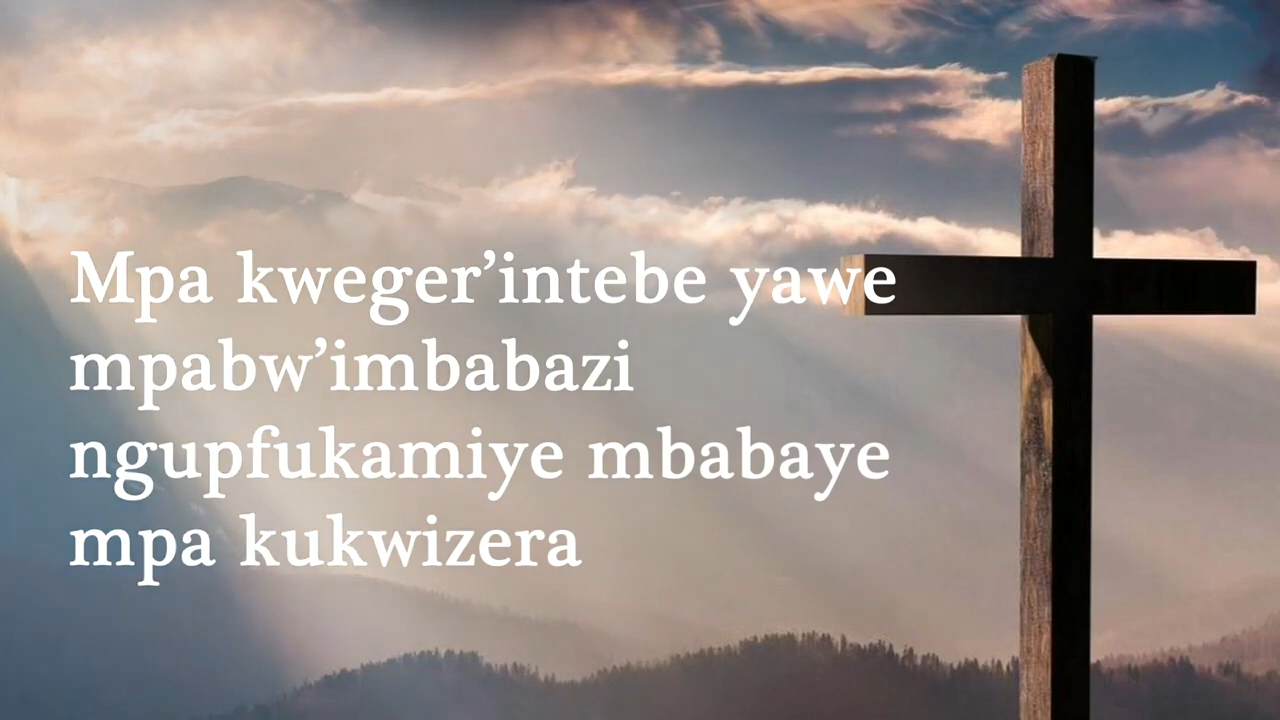 Mpa kweger’intebe yawe
mpabw’imbabazi
ngupfukamiye mbabaye
mpa kukwizera